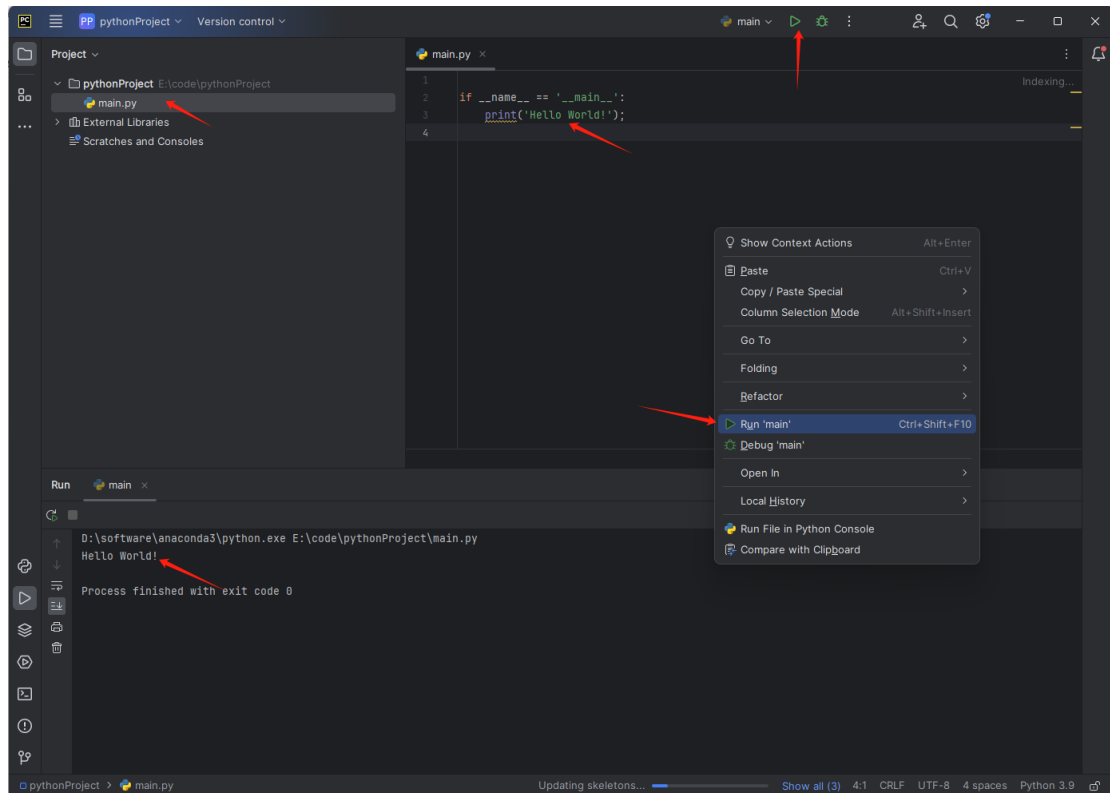 PC PP pythonProject Version control main
Project
main.py
pythonProject E:\code\pythonProject
main.py
External Libraries
Scratches and Consoles
Indexing...
1
2 if __name__ == '__main__':
3 print('Hello World!');
4
Show Context Actions Alt+Enter
Paste Ctrl+V
Copy / Paste Special
Column Selection Mode Alt+Shift+Insert
Go To
Folding
Refactor
Run 'main' Ctrl+Shift+F10
Debug 'main'
Open In
Local History
Run File in Python Console
Compare with Clipboard
Run main
D:\software\anaconda3\python.exe E:\code\pythonProject\main.py
Hello World!
Process finished with exit code 0
pythonProject > main.py Updating skeletons... Show all (3) 4:1 CRLF UTF-8 4 spaces Python 3.9